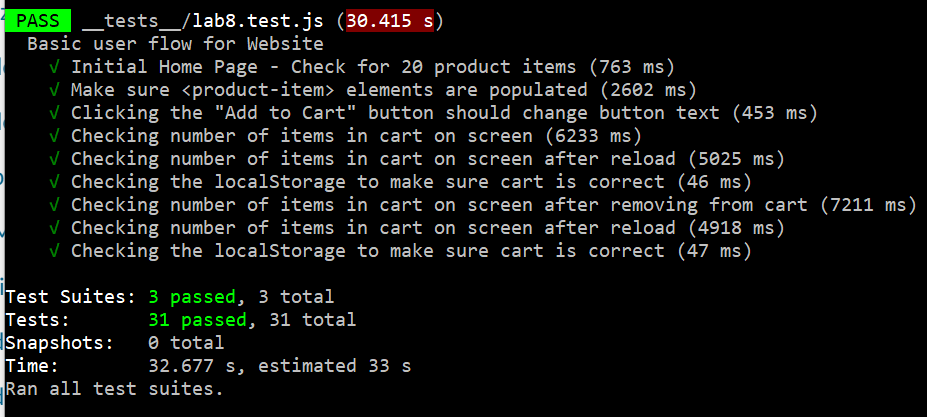 PASS __tests__/lab8.test.js (30.415 s)
Basic user flow for Website
√ Initial Home Page - Check for 20 product items (763 ms)
√ Make sure <product-item> elements are populated (2602 ms)
√ Clicking the "Add to Cart" button should change button text (453 ms)
√ Checking number of items in cart on screen (6233 ms)
√ Checking number of items in cart on screen after reload (5025 ms)
√ Checking the localStorage to make sure cart is correct (46 ms)
√ Checking number of items in cart on screen after removing from cart (7211 ms)
√ Checking number of items in cart on screen after reload (4918 ms)
√ Checking the localStorage to make sure cart is correct (47 ms)
Test Suites: 3 passed, 3 total
Tests: 31 passed, 31 total
Snapshots: 0 total
Time: 32.677 s, estimated 33 s
Ran all test suites.